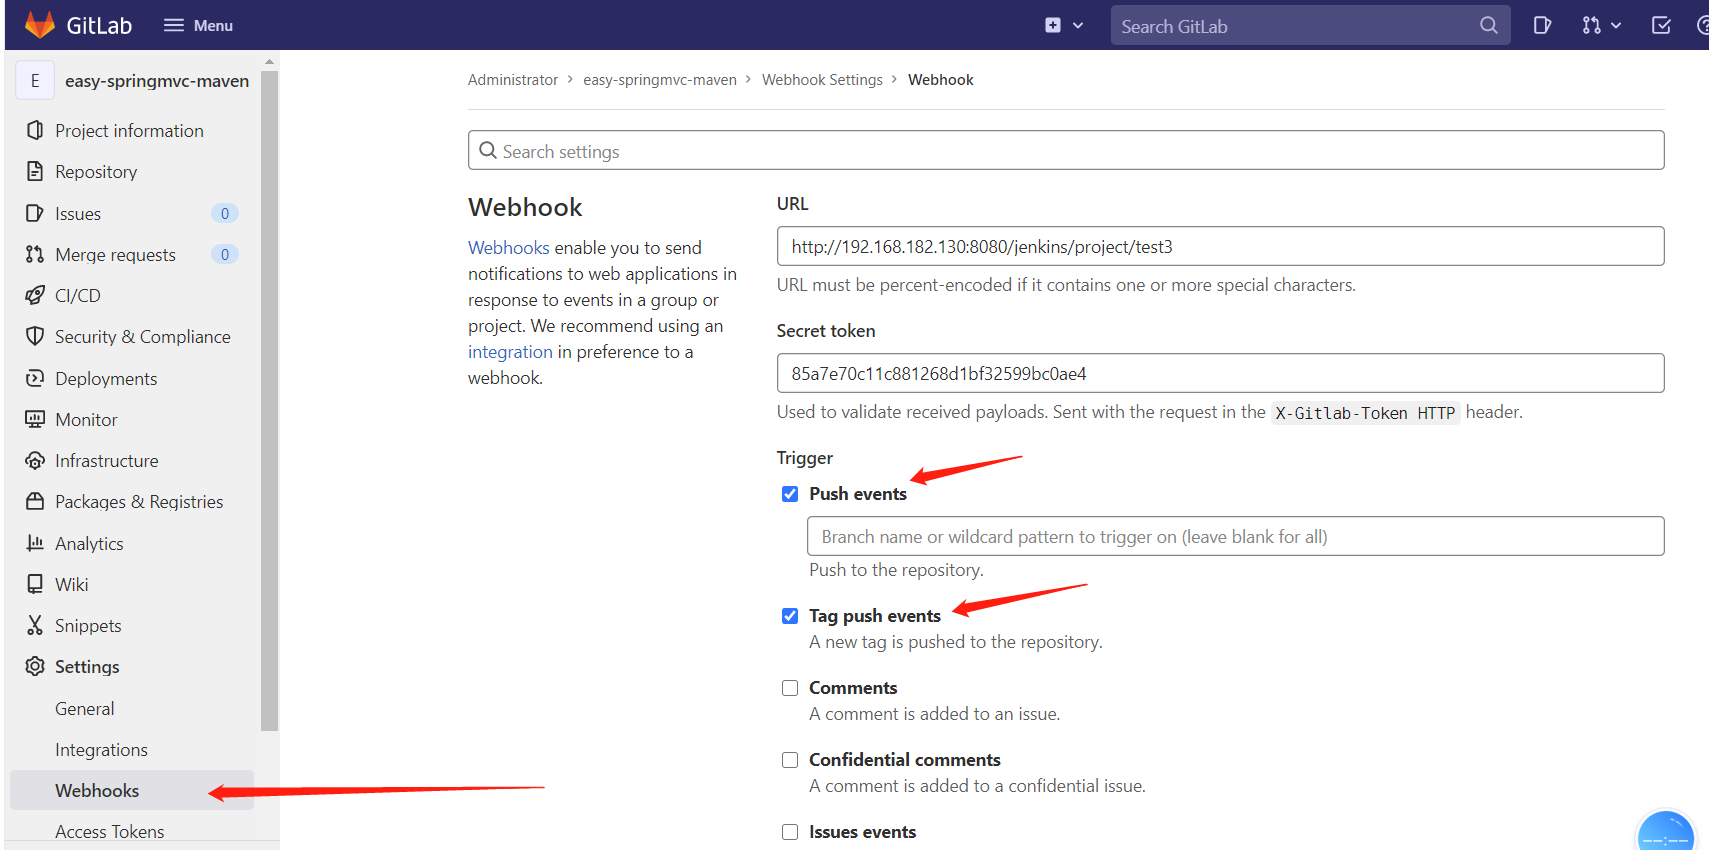 GitLab Menu Search GitLab
E easy-springmvc-maven
Project information
Repository
Issues 0
Merge requests 0
CI/CD
Security & Compliance
Deployments
Monitor
Infrastructure
Packages & Registries
Analytics
Wiki
Snippets
Settings
General
Integrations
Webhooks
Access Tokens
Administrator > easy-springmvc-maven > Webhook Settings > Webhook
Search settings
Webhook
Webhooks enable you to send
notifications to web applications in
response to events in a group or
project. We recommend using an
integration in preference to a
webhook.
URL
http://192.168.182.130:8080/jenkins/project/test3
URL must be percent-encoded if it contains one or more special characters.
Secret token
85a7e70c11c881268d1bf32599bc0ae4
Used to validate received payloads. Sent with the request in the X-Gitlab-Token HTTP header.
Trigger
Push events
Branch name or wildcard pattern to trigger on (leave blank for all)
Push to the repository.
Tag push events
A new tag is pushed to the repository.
Comments
A comment is added to an issue.
Confidential comments
A comment is added to a confidential issue.
Issues events